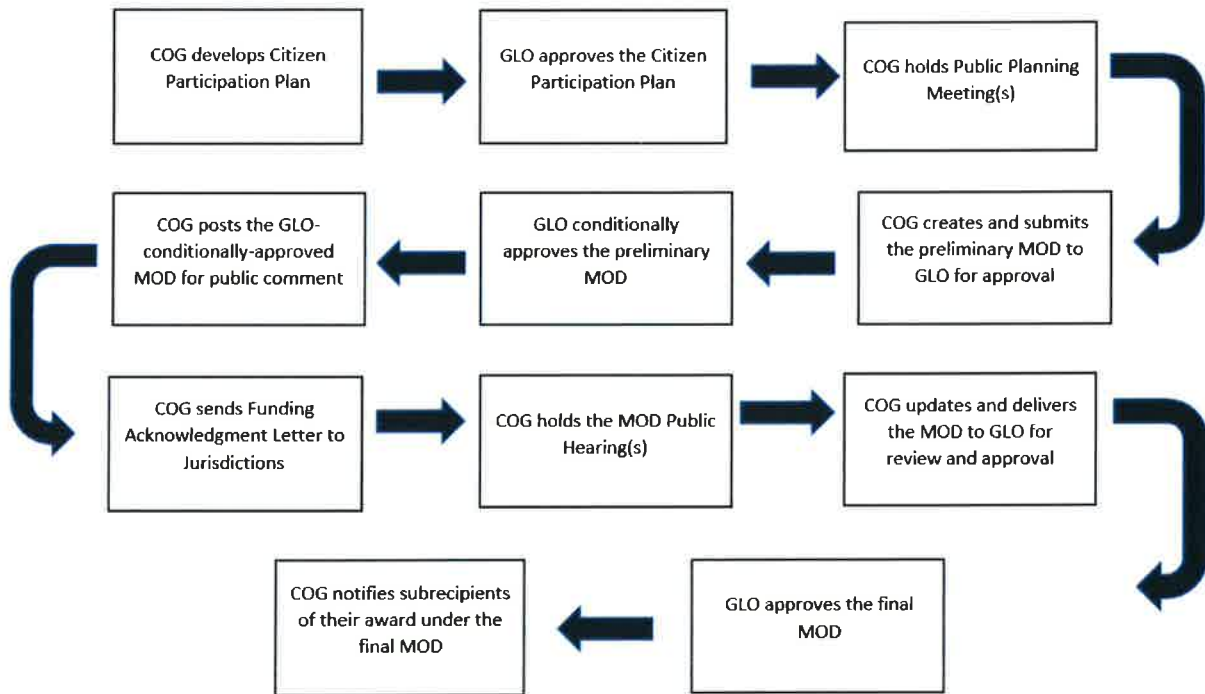 COG develops Citizen
Participation Plan
GLO approves the Citizen
Participation Plan
COG holds Public Planning
Meeting(s)
COG creates and submits
the preliminary MOD to
GLO for approval
GLO conditionally
approves the preliminary
MOD
COG posts the GLO-
conditionally-approved
MOD for public comment
COG sends Funding
Acknowledgment Letter to
Jurisdictions
COG holds the MOD Public
Hearing(s)
COG updates and delivers
the MOD to GLO for
review and approval
GLO approves the final
MOD
COG notifies subrecipients
of their award under the
final MOD